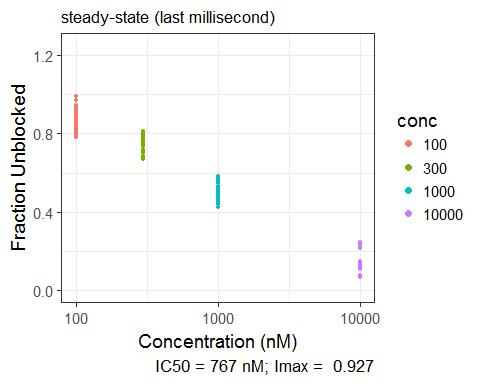 steady-state (last millisecond)
1.2
0.8
0.4
0.0
Fraction Unblocked
100
1000
10000
Concentration (nM)
IC50 = 767 nM; Imax =  0.927
conc
100
300
1000
10000